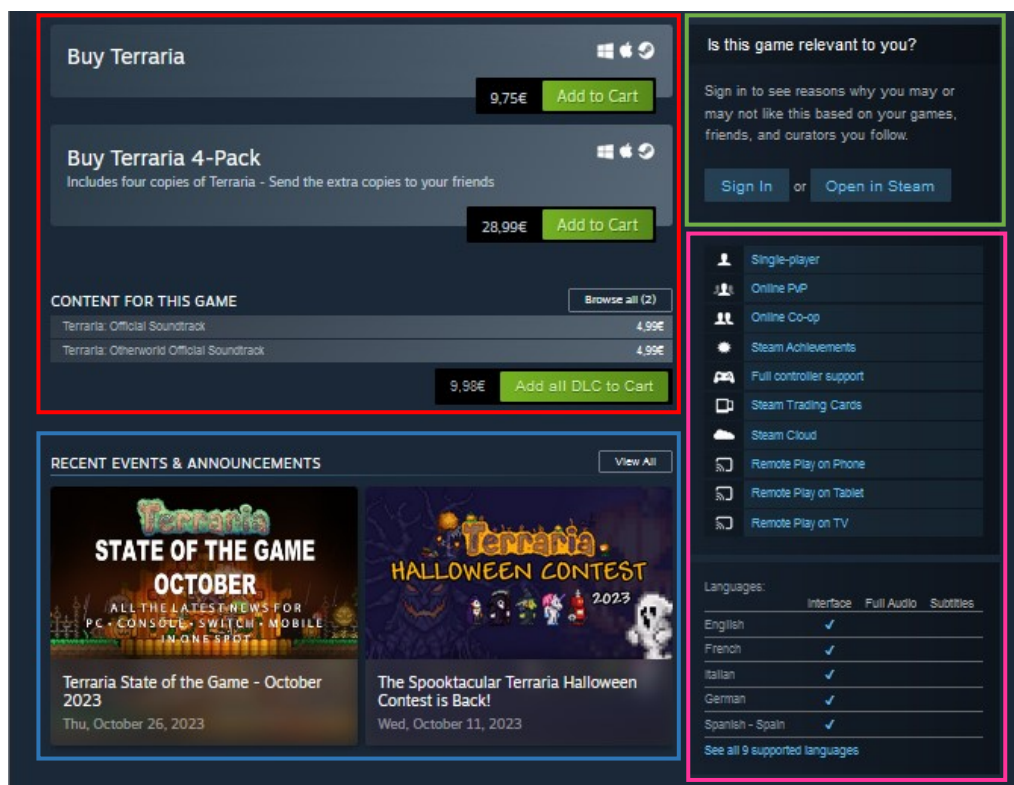 Buy Terraria
9,75€ Add to Cart
Buy Terraria 4-Pack
Includes four copies of Terraria - Send the extra copies to your friends
28,99€ Add to Cart
CONTENT FOR THIS GAME Browse all (2)
Terraria: Official Soundtrack 4,99€
Terraria: Otherworld Official Soundtrack 4,99€
9,98€ Add all DLC to Cart
RECENT EVENTS & ANNOUNCEMENTS View All
Terraria
STATE OF THE GAME
OCTOBER
ALL THE LATEST NEWS FOR
PC • CONSOLE • SWITCH • MOBILE
IN ONE SPOT
Terraria State of the Game - October
2023
Thu, October 26, 2023
Terraria
HALLOWEEN CONTEST
2023
The Spooktacular Terraria Halloween
Contest is Back!
Wed, October 11, 2023
Is this game relevant to you?
Sign in to see reasons why you may or
may not like this based on your games,
friends, and curators you follow.
Sign In or Open in Steam
Single-player
Online PvP
Online Co-op
Steam Achievements
Full controller support
Steam Trading Cards
Steam Cloud
Remote Play on Phone
Remote Play on Tablet
Remote Play on TV
Languages:
Interface Full Audio Subtitles
English ✔
French ✔
Italian ✔
German ✔
Spanish - Spain ✔
See all 9 supported languages